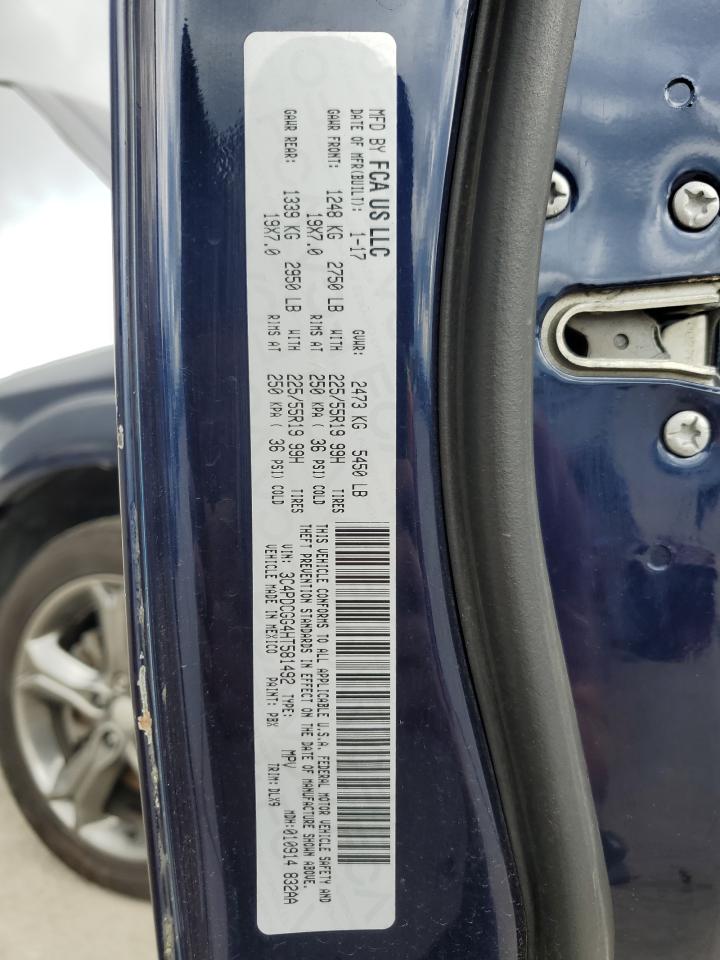 MFD BY FCA US LLC
DATE OF MFR(BUILT): 1-17 GVWR: 2473 KG 5450 LB
GAWR FRONT: 1248 KG 2750 LB WITH 225/55R19 99H TIRES
19X7.0 RIMS AT 250 KPA ( 36 PSI) COLD
GAWR REAR: 1339 KG 2950 LB WITH 225/55R19 99H TIRES
19X7.0 RIMS AT 250 KPA ( 36 PSI) COLD
THIS VEHICLE CONFORMS TO ALL APPLICABLE U.S.A. FEDERAL MOTOR VEHICLE SAFETY AND
THEFT PREVENTION STANDARDS IN EFFECT ON THE DATE OF MANUFACTURE SHOWN ABOVE.
VIN: 3C4PDCGG4HT581492 TYPE: MPV MDH:010914 832AA
VEHICLE MADE IN MEXICO PAINT: PBX TRIM: DLX9